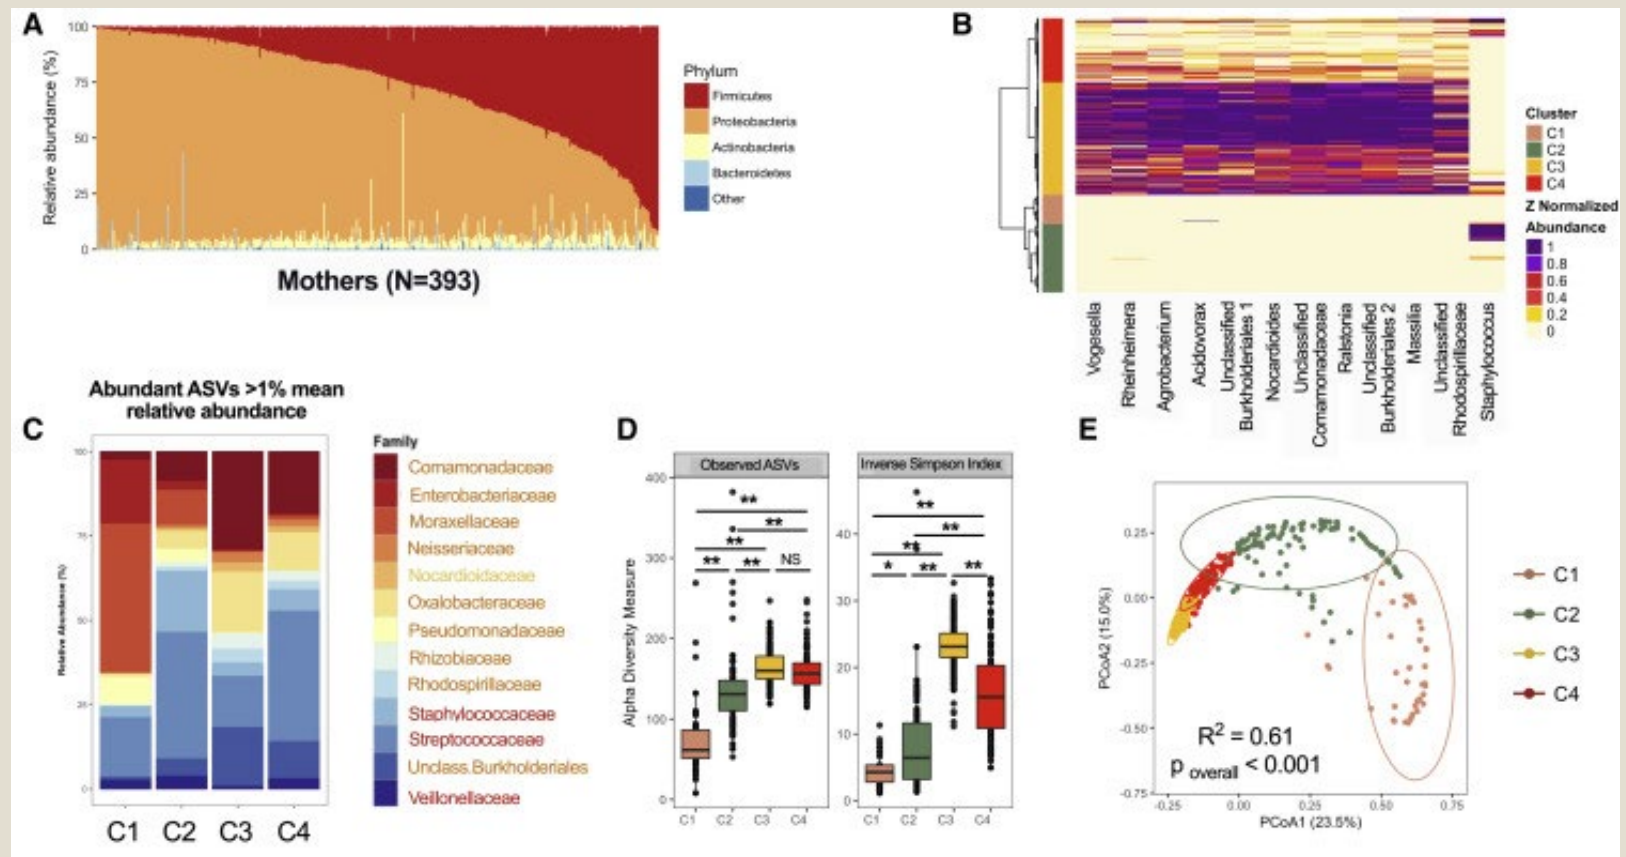 A
Relative abundance (%)
100
75
50
25
0
Mothers (N=393)
Phylum
Firmicutes
Proteobacteria
Actinobacteria
Bacteroidetes
Other
B
Cluster
C1
C2
C3
C4
Z Normalized
Abundance
1
0.8
0.6
0.4
0.2
0
Vogesella
Rheinheimera
Agrobacterium
Acidovorax
Unclassified
Burkholderiales 1
Nocardioides
Unclassified
Comamonadaceae
Ralstonia
Unclassified
Burkholderiales 2
Massilia
Unclassified
Rhodospirillaceae
Staphylococcus
Abundant ASVs >1% mean
relative abundance
C
Relative Abundance (%)
100
75
50
25
0
C1 C2 C3 C4
Family
Comamonadaceae
Enterobacteriaceae
Moraxellaceae
Neisseriaceae
Nocardioidaceae
Oxalobacteraceae
Pseudomonadaceae
Rhizobiaceae
Rhodospirillaceae
Staphylococcaceae
Streptococcaceae
Unclass.Burkholderiales
Veillonellaceae
D
Alpha Diversity Measure
Observed ASVs
400
300
200
100
0
**
**
**
** ** NS
C1 C2 C3 C4
Inverse Simpson Index
40
30
20
10
0
**
**
**
* ** **
C1 C2 C3 C4
E
PCoA2 (15.0%)
0.25
0.00
-0.25
-0.50
-0.75
R2 = 0.61
p overall < 0.001
-0.25 0.00 0.25 0.50 0.75
PCoA1 (23.5%)
C1
C2
C3
C4